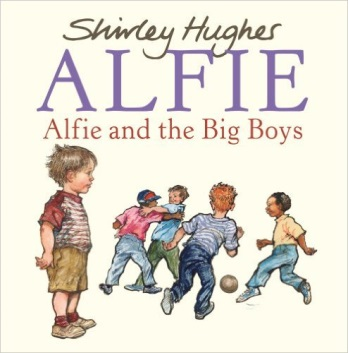 Shirley Hughes
ALFIE
Alfie and the Big Boys